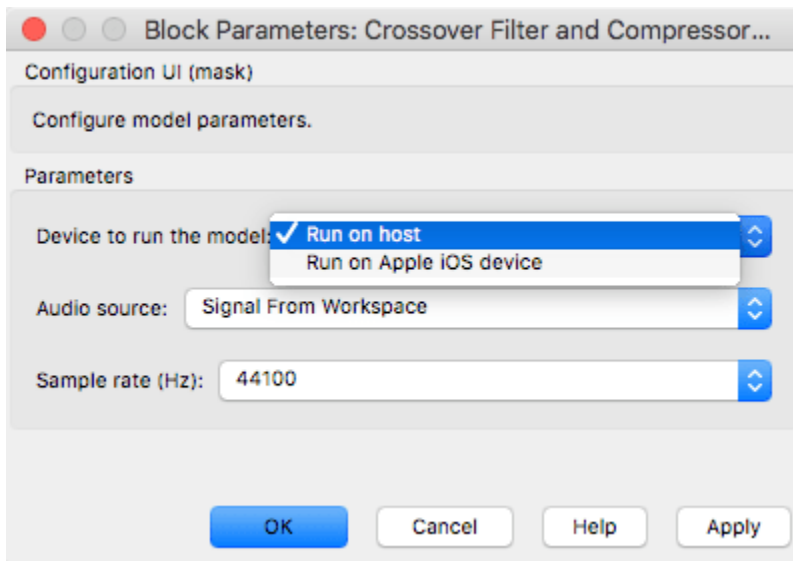 Block Parameters: Crossover Filter and Compressor...
Configuration UI (mask)
Configure model parameters.
Parameters
Device to run the model: ✓ Run on host
Run on Apple iOS device
Audio source: Signal From Workspace
Sample rate (Hz): 44100
OK Cancel Help Apply